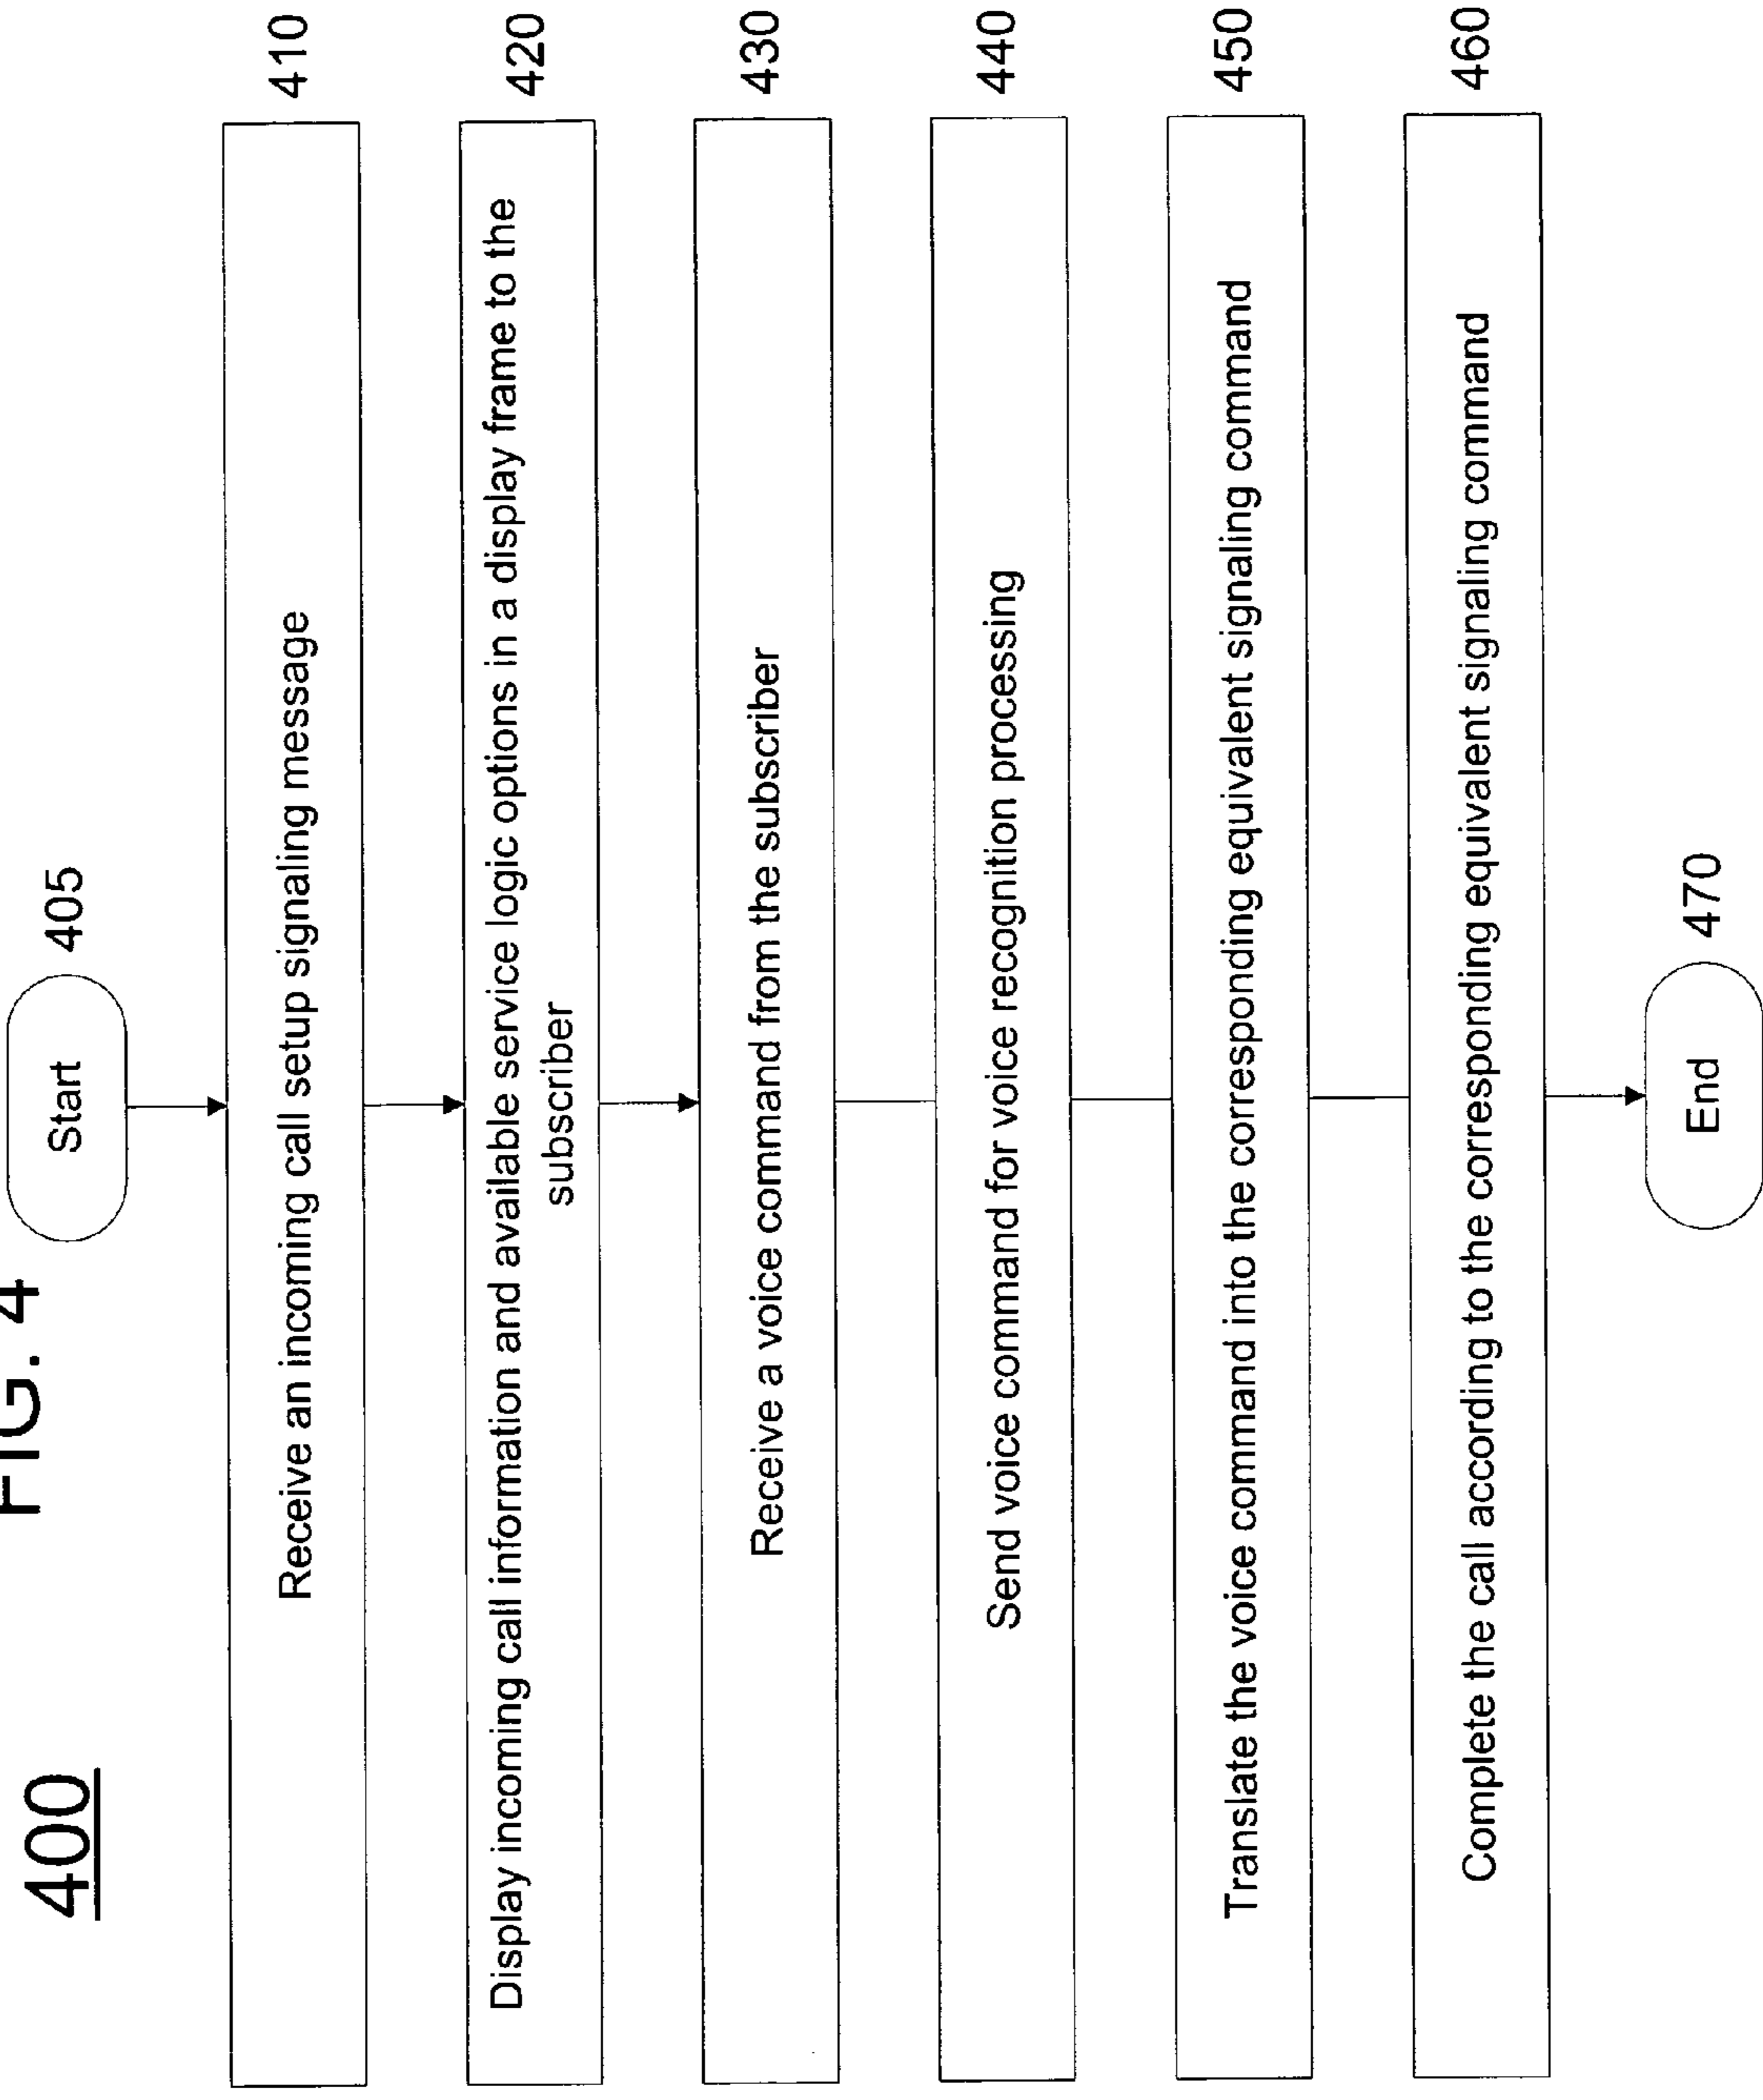 400
FIG. 4
Start 405
Receive an incoming call setup signaling message 410
Display incoming call information and available service logic options in a display frame to the
subscriber 420
Receive a voice command from the subscriber 430
Send voice command for voice recognition processing 440
Translate the voice command into the corresponding equivalent signaling command 450
Complete the call according to the corresponding equivalent signaling command 460
End 470